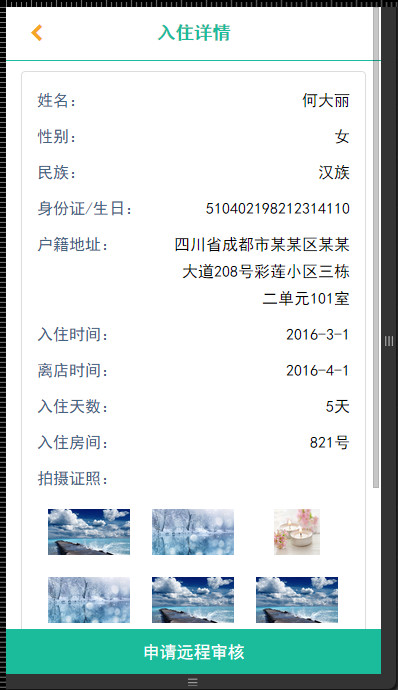 入住详情
姓名: 何大丽
性别: 女
民族: 汉族
身份证/生日: 510402198212314110
户籍地址: 四川省成都市某某区某某
大道208号彩莲小区三栋
二单元101室
入住时间: 2016-3-1
离店时间: 2016-4-1
入住天数: 5天
入住房间: 821号
拍摄证照:
申请远程审核